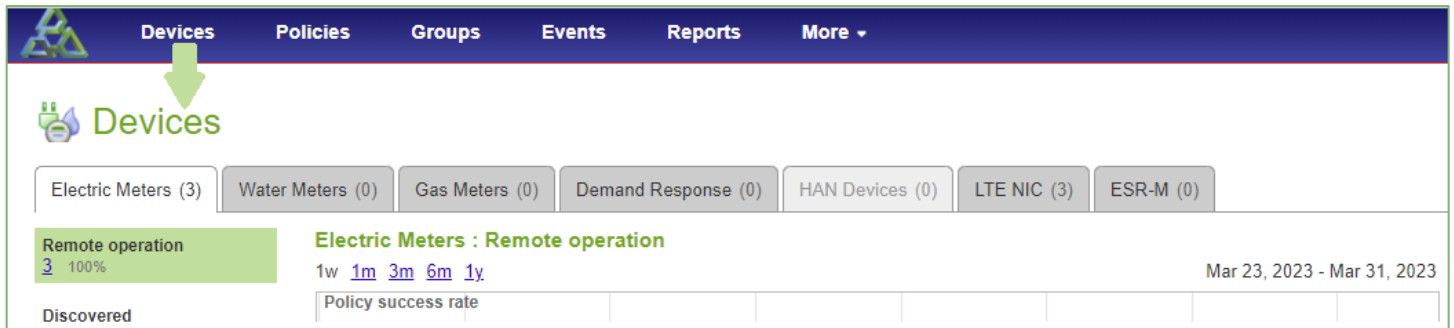 Devices Policies Groups Events Reports More
Devices
Electric Meters (3) Water Meters (0) Gas Meters (0) Demand Response (0) HAN Devices (0) LTE NIC (3) ESR-M (0)
Remote operation
3 100%
Discovered
Electric Meters : Remote operation
1w 1m 3m 6m 1y Mar 23, 2023 - Mar 31, 2023
Policy success rate